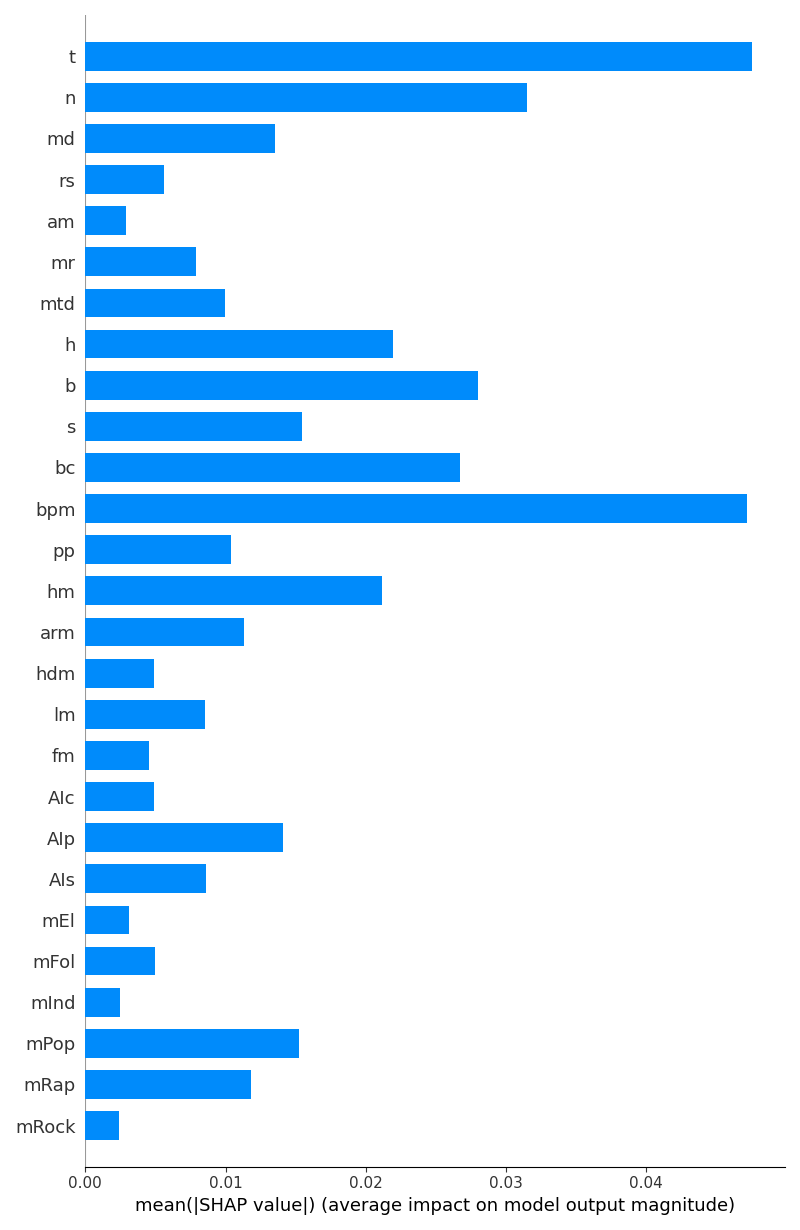 t
n
md
rs
am
mr
mtd
h
b
s
bc
bpm
pp
hm
arm
hdm
lm
fm
AIc
AIp
AIs
mEl
mFol
mInd
mPop
mRap
mRock
0.00 0.01 0.02 0.03 0.04
mean(|SHAP value|) (average impact on model output magnitude)